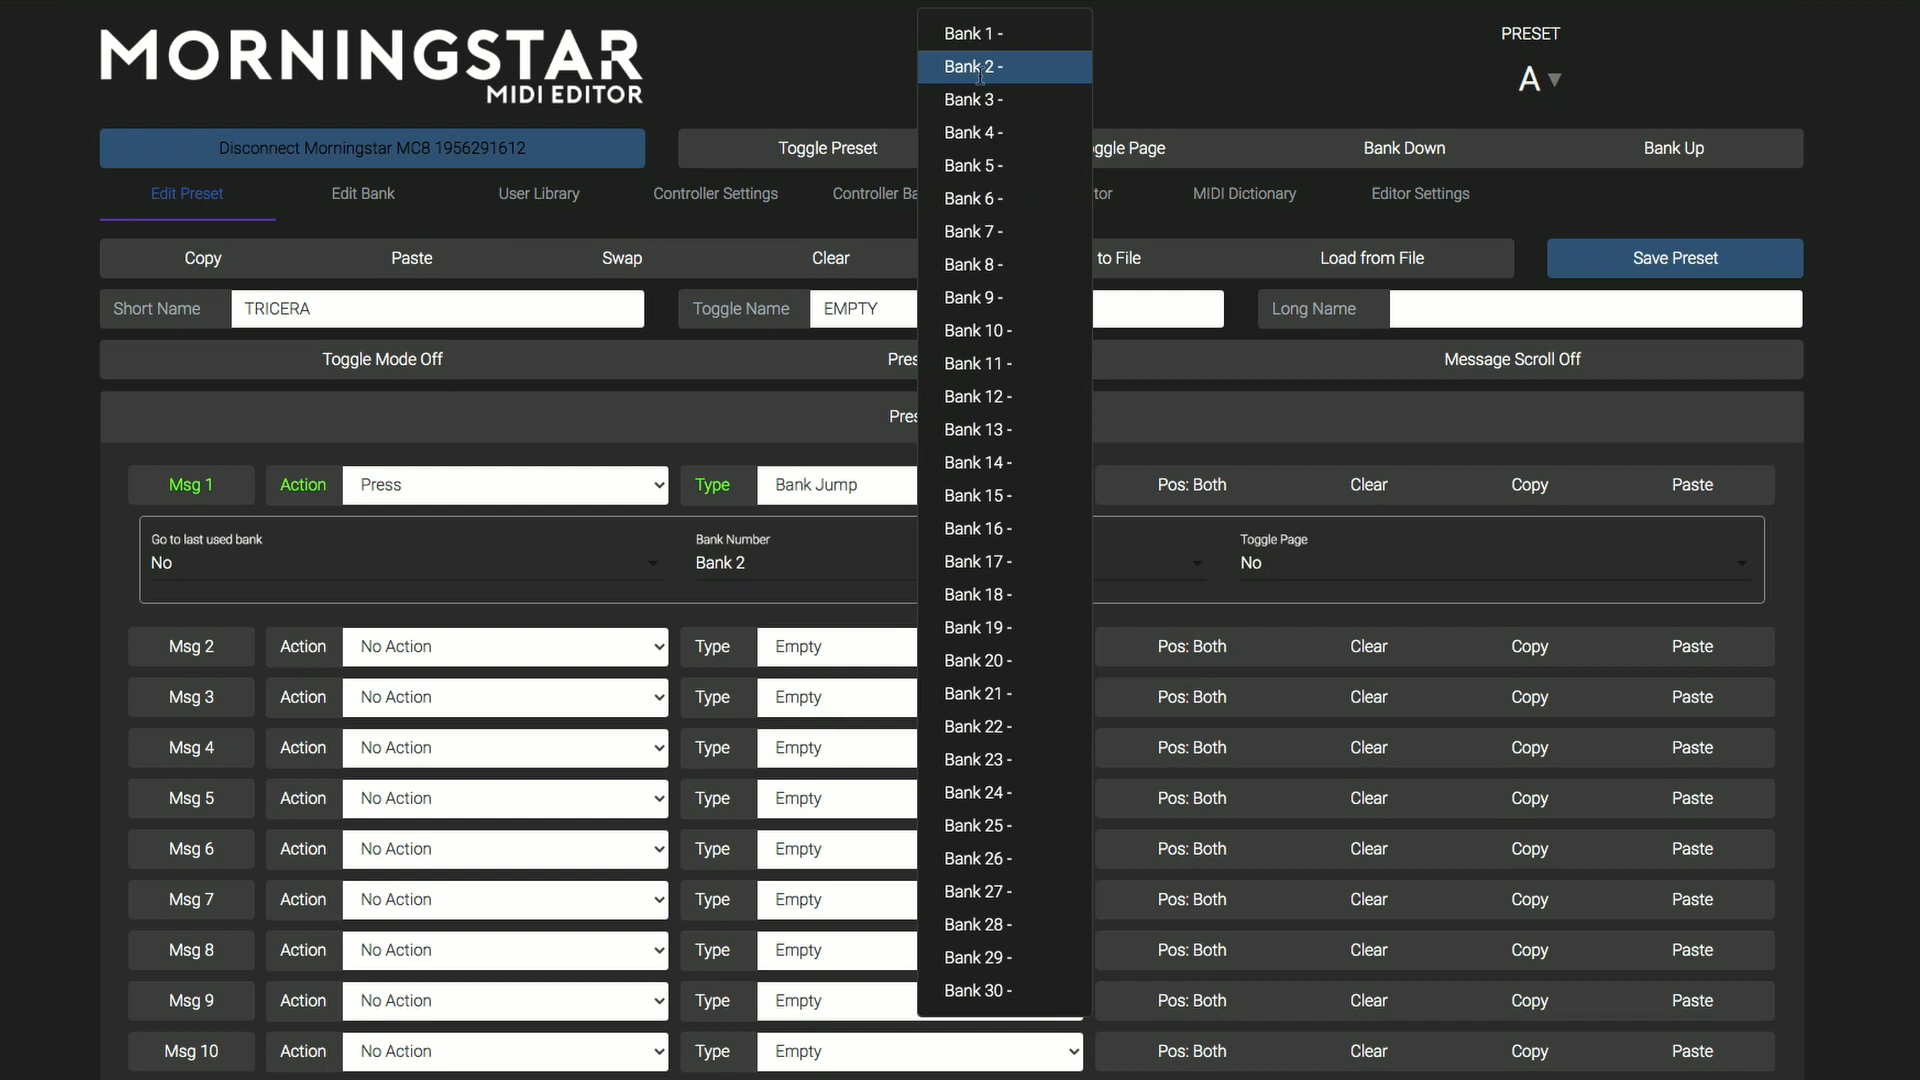 MORNINGSTAR
MIDI EDITOR
PRESET
A
Disconnect Morningstar MC8 1956291612
Toggle Preset
ggle Page
Bank Down
Bank Up
Edit Preset
Edit Bank
User Library
Controller Settings
Controller Ba
tor
MIDI Dictionary
Editor Settings
Copy
Paste
Swap
Clear
to File
Load from File
Save Preset
Short Name
TRICERA
Toggle Name
EMPTY
Long Name
Toggle Mode Off
Pres
Message Scroll Off
Pres
Msg 1
Action
Press
Type
Bank Jump
Pos: Both
Clear
Copy
Paste
Go to last used bank
No
Bank Number
Bank 2
Toggle Page
No
Msg 2
Action
No Action
Type
Empty
Pos: Both
Clear
Copy
Paste
Msg 3
Action
No Action
Type
Empty
Pos: Both
Clear
Copy
Paste
Msg 4
Action
No Action
Type
Empty
Pos: Both
Clear
Copy
Paste
Msg 5
Action
No Action
Type
Empty
Pos: Both
Clear
Copy
Paste
Msg 6
Action
No Action
Type
Empty
Pos: Both
Clear
Copy
Paste
Msg 7
Action
No Action
Type
Empty
Pos: Both
Clear
Copy
Paste
Msg 8
Action
No Action
Type
Empty
Pos: Both
Clear
Copy
Paste
Msg 9
Action
No Action
Type
Empty
Pos: Both
Clear
Copy
Paste
Msg 10
Action
No Action
Type
Empty
Pos: Both
Clear
Copy
Paste
Bank 1 -
Bank 2 -
Bank 3 -
Bank 4 -
Bank 5 -
Bank 6 -
Bank 7 -
Bank 8 -
Bank 9 -
Bank 10 -
Bank 11 -
Bank 12 -
Bank 13 -
Bank 14 -
Bank 15 -
Bank 16 -
Bank 17 -
Bank 18 -
Bank 19 -
Bank 20 -
Bank 21 -
Bank 22 -
Bank 23 -
Bank 24 -
Bank 25 -
Bank 26 -
Bank 27 -
Bank 28 -
Bank 29 -
Bank 30 -